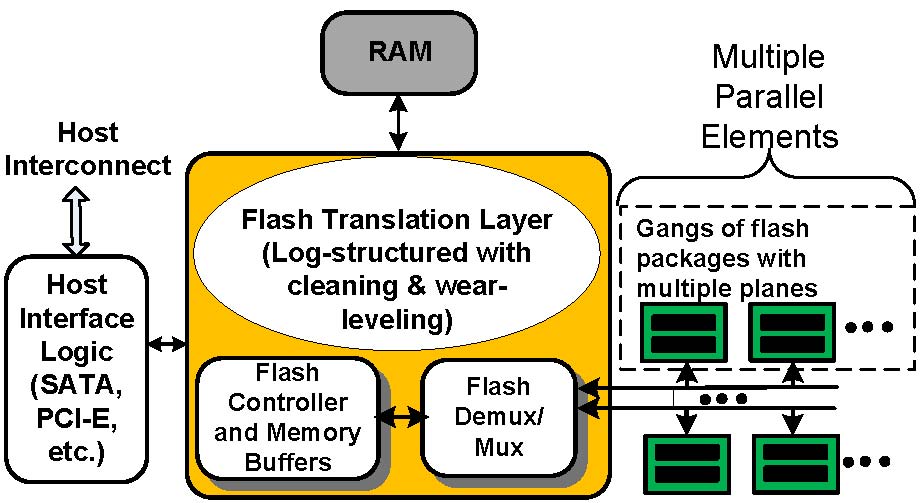 RAM
Multiple
Parallel
Elements
Host
Interconnect
Flash Translation Layer
(Log-structured with
cleaning & wear-
leveling)
Gangs of flash
packages with
multiple planes
Host
Interface
Logic
(SATA,
PCI-E,
etc.)
Flash
Controller
and Memory
Buffers
Flash
Demux/
Mux